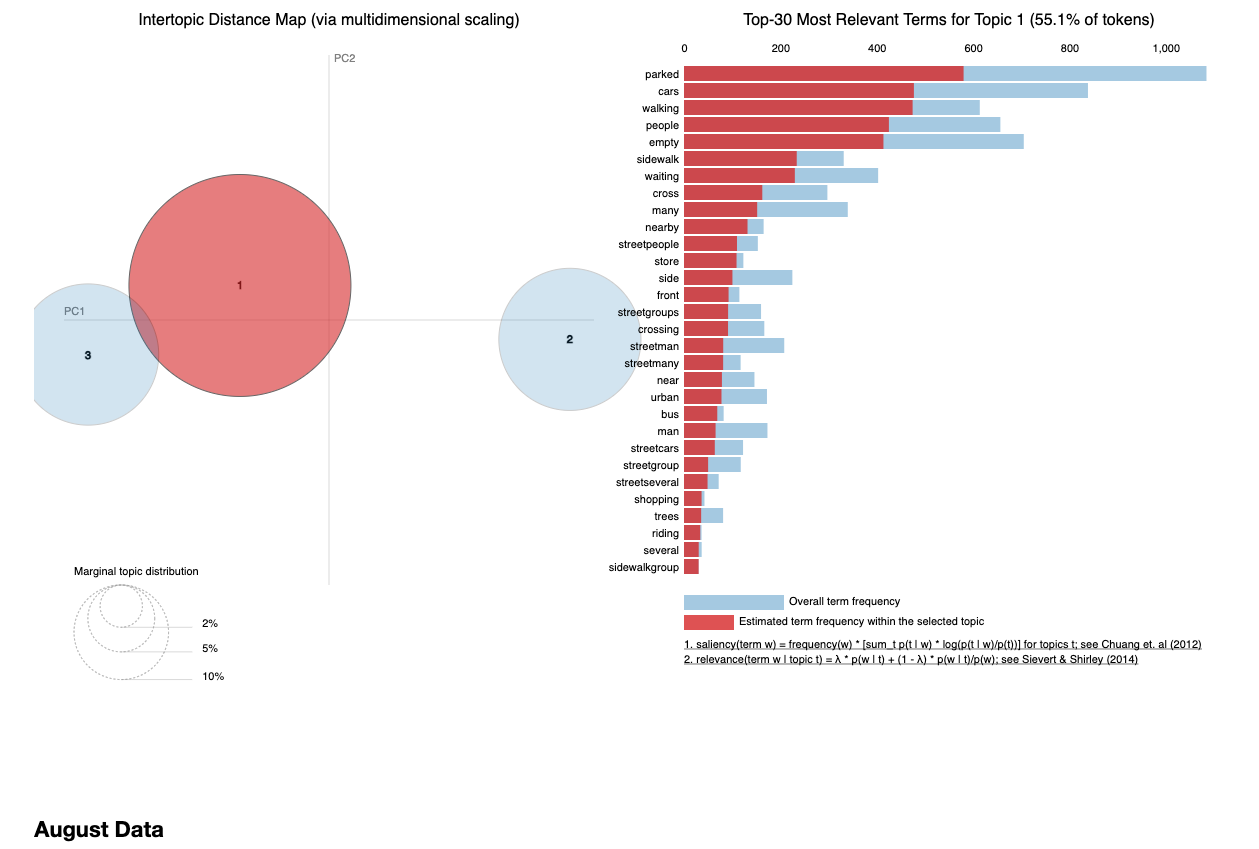 Intertopic Distance Map (via multidimensional scaling)
PC2
PC1
1
2
3
Marginal topic distribution
2%
5%
10%
Top-30 Most Relevant Terms for Topic 1 (55.1% of tokens)
0 200 400 600 800 1,000
parked
cars
walking
people
empty
sidewalk
waiting
cross
many
nearby
streetpeople
store
side
front
streetgroups
crossing
streetman
streetmany
near
urban
bus
man
streetcars
streetgroup
streetseveral
shopping
trees
riding
several
sidewalkgroup
Overall term frequency
Estimated term frequency within the selected topic
1. saliency(term w) = frequency(w) * [sum_t p(t | w) * log(p(t | w)/p(t))] for topics t; see Chuang et. al (2012)
2. relevance(term w | topic t) = λ * p(w | t) + (1 - λ) * p(w | t)/p(w); see Sievert & Shirley (2014)
August Data